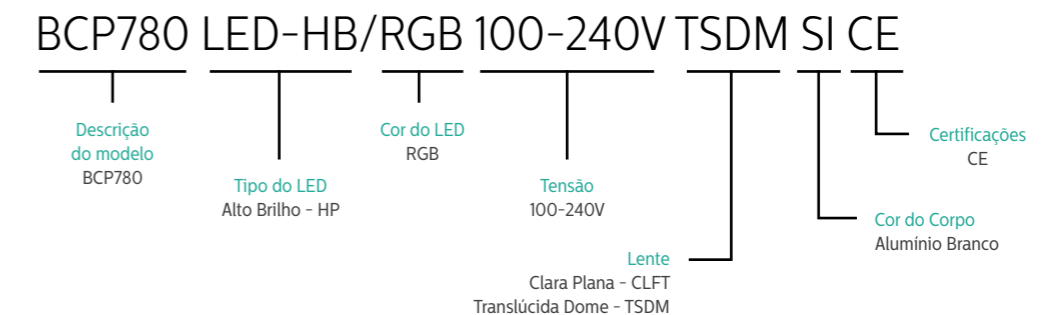 BCP780 LED-HB/RGB 100-240V TSDM SI CE
Descrição
do modelo
BCP780
Tipo do LED
Alto Brilho - HP
Cor do LED
RGB
Tensão
100-240V
Lente
Clara Plana - CLFT
Translúcida Dome - TSDM
Cor do Corpo
Alumínio Branco
Certificações
CE